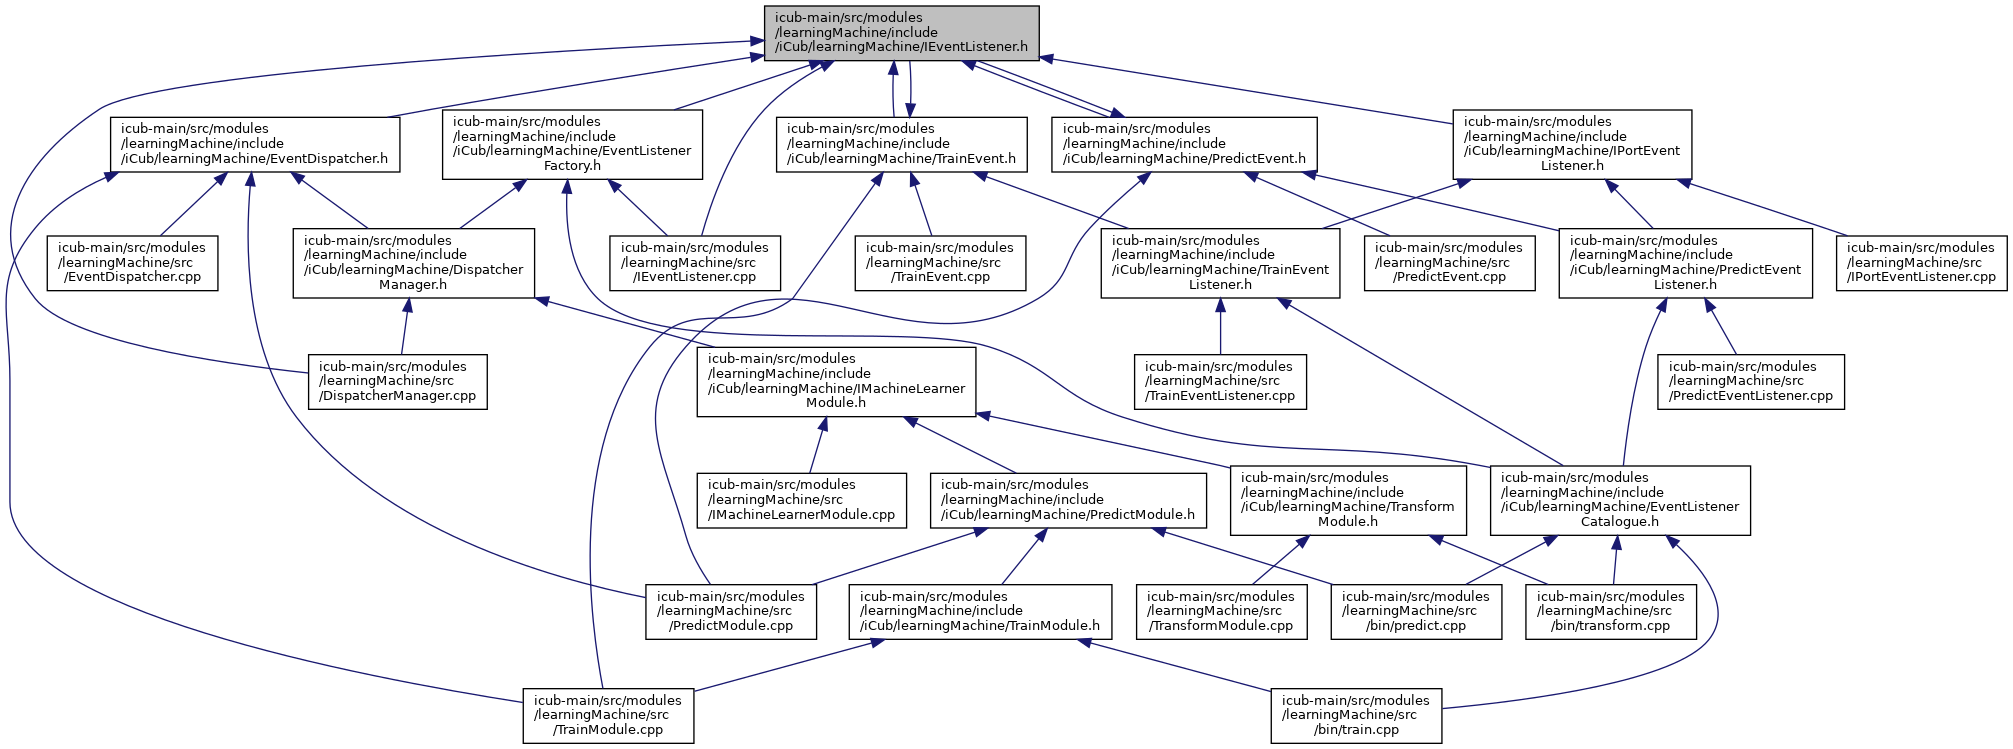 icub-main/src/modules
/learningMachine/include
/iCub/learningMachine/IEventListener.h
icub-main/src/modules
/learningMachine/include
/iCub/learningMachine/EventDispatcher.h
icub-main/src/modules
/learningMachine/include
/iCub/learningMachine/EventListener
Factory.h
icub-main/src/modules
/learningMachine/include
/iCub/learningMachine/TrainEvent.h
icub-main/src/modules
/learningMachine/include
/iCub/learningMachine/PredictEvent.h
icub-main/src/modules
/learningMachine/include
/iCub/learningMachine/IPortEvent
Listener.h
icub-main/src/modules
/learningMachine/src
/EventDispatcher.cpp
icub-main/src/modules
/learningMachine/include
/iCub/learningMachine/Dispatcher
Manager.h
icub-main/src/modules
/learningMachine/src
/IEventListener.cpp
icub-main/src/modules
/learningMachine/src
/TrainEvent.cpp
icub-main/src/modules
/learningMachine/include
/iCub/learningMachine/TrainEvent
Listener.h
icub-main/src/modules
/learningMachine/src
/PredictEvent.cpp
icub-main/src/modules
/learningMachine/include
/iCub/learningMachine/PredictEvent
Listener.h
icub-main/src/modules
/learningMachine/src
/IPortEventListener.cpp
icub-main/src/modules
/learningMachine/src
/DispatcherManager.cpp
icub-main/src/modules
/learningMachine/include
/iCub/learningMachine/IMachineLearner
Module.h
icub-main/src/modules
/learningMachine/src
/TrainEventListener.cpp
icub-main/src/modules
/learningMachine/src
/PredictEventListener.cpp
icub-main/src/modules
/learningMachine/src
/IMachineLearnerModule.cpp
icub-main/src/modules
/learningMachine/include
/iCub/learningMachine/PredictModule.h
icub-main/src/modules
/learningMachine/include
/iCub/learningMachine/Transform
Module.h
icub-main/src/modules
/learningMachine/include
/iCub/learningMachine/EventListener
Catalogue.h
icub-main/src/modules
/learningMachine/src
/PredictModule.cpp
icub-main/src/modules
/learningMachine/include
/iCub/learningMachine/TrainModule.h
icub-main/src/modules
/learningMachine/src
/TransformModule.cpp
icub-main/src/modules
/learningMachine/src
/bin/predict.cpp
icub-main/src/modules
/learningMachine/src
/bin/transform.cpp
icub-main/src/modules
/learningMachine/src
/TrainModule.cpp
icub-main/src/modules
/learningMachine/src
/bin/train.cpp